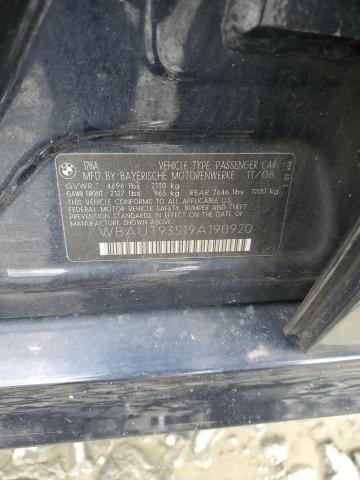 BMW
328i VEHICLE TYPE: PASSENGER CAR
MFD BY BAYERISCHE MOTORENWERKE 11/08
GVWR 4696 lbs 2130 kg
GAWR FRONT 2127 lbs 965 kg REAR 2646 lbs 1200 kg
THIS VEHICLE CONFORMS TO ALL APPLICABLE
FEDERAL MOTOR VEHICLE SAFETY, BUMPER AND THEFT
PREVENTION STANDARDS IN EFFECT ON THE DATE
OF MANUFACTURE SHOWN ABOVE.
WBAUT93519A190920